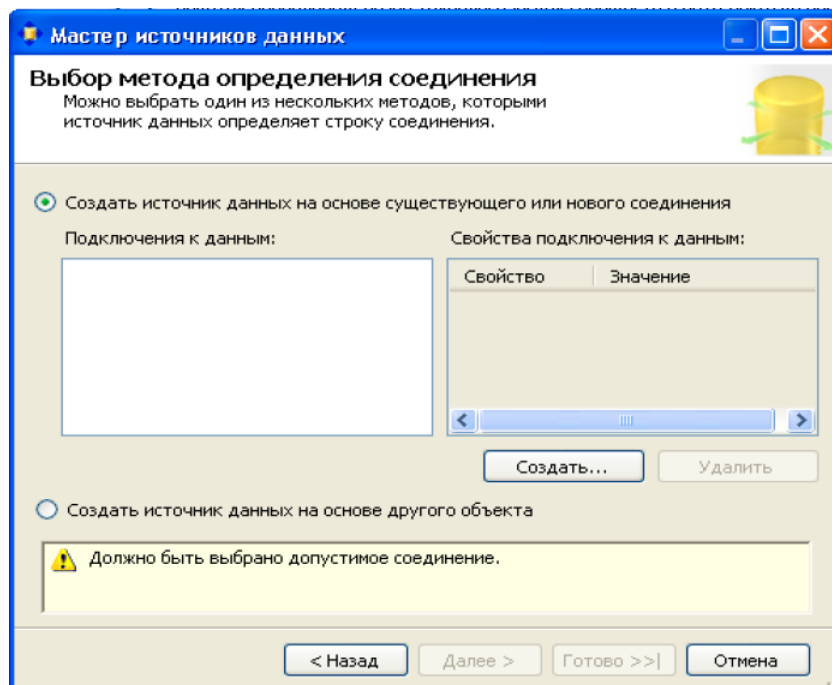 Мастер источников данных
Выбор метода определения соединения
Можно выбрать один из нескольких методов, которыми
источник данных определяет строку соединения.
Создать источник данных на основе существующего или нового соединения
Подключения к данным:
Свойства подключения к данным:
Свойство Значение
Создать... Удалить
Создать источник данных на основе другого объекта
Должно быть выбрано допустимое соединение.
< Назад Далее > Готово >>| Отмена